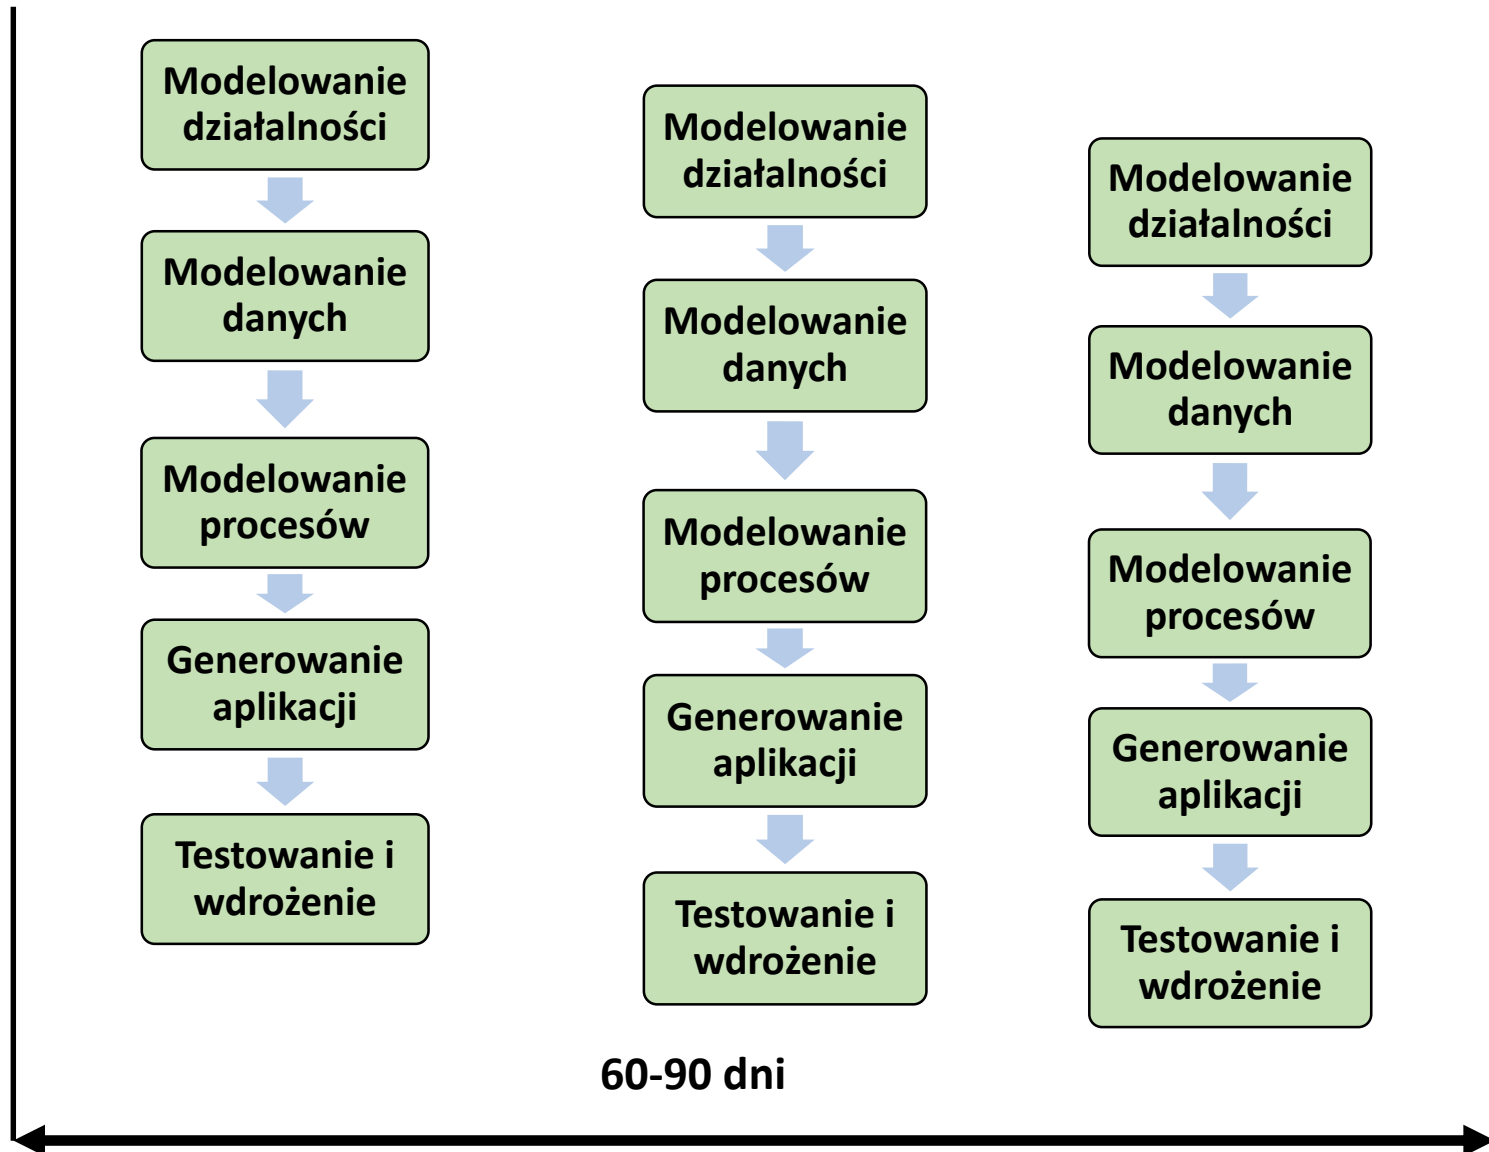 Modelowanie
działalności
Modelowanie
danych
Modelowanie
procesów
Generowanie
aplikacji
Testowanie i
wdrożenie
Modelowanie
działalności
Modelowanie
danych
Modelowanie
procesów
Generowanie
aplikacji
Testowanie i
wdrożenie
Modelowanie
działalności
Modelowanie
danych
Modelowanie
procesów
Generowanie
aplikacji
Testowanie i
wdrożenie
60-90 dni